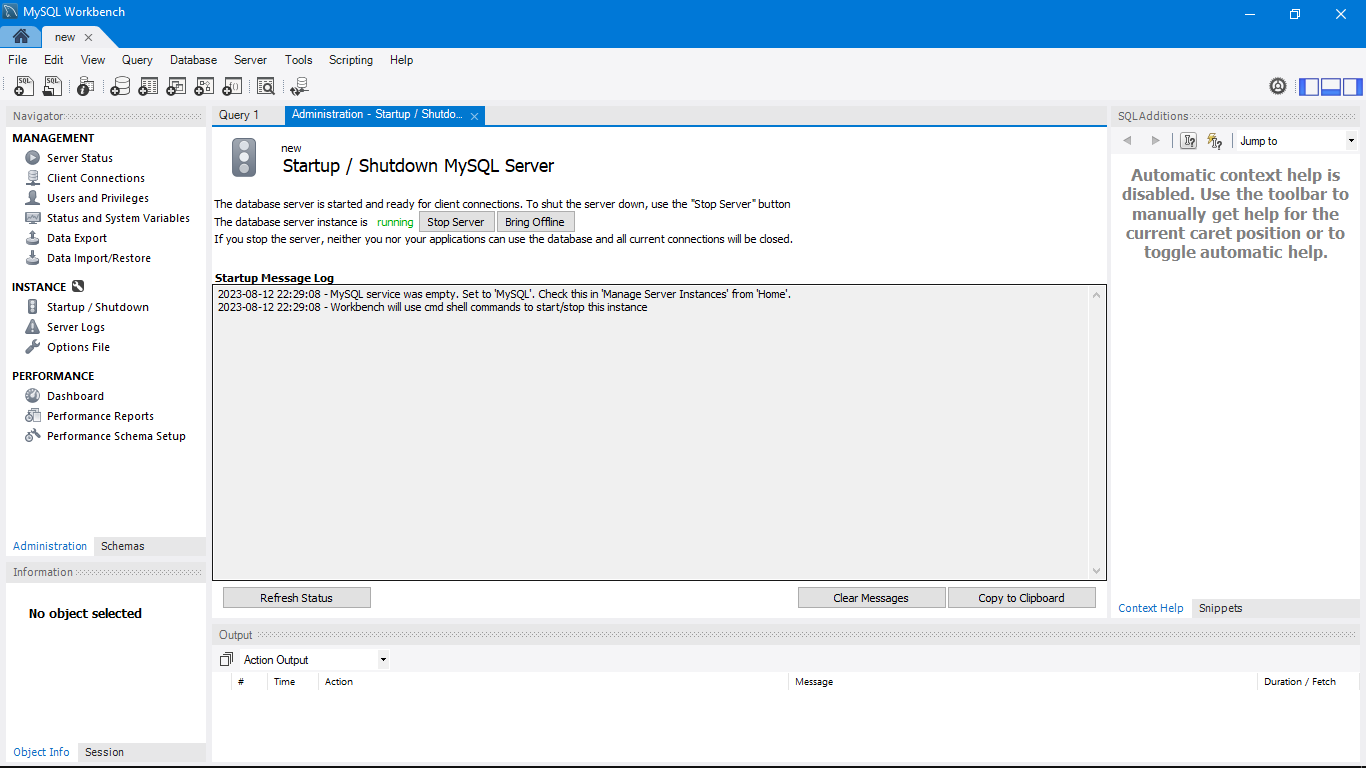 MySQL Workbench
new
File Edit View Query Database Server Tools Scripting Help
Navigator
MANAGEMENT
Server Status
Client Connections
Users and Privileges
Status and System Variables
Data Export
Data Import/Restore
INSTANCE
Startup / Shutdown
Server Logs
Options File
PERFORMANCE
Dashboard
Performance Reports
Performance Schema Setup
Administration Schemas
Information
No object selected
Object Info Session
Query 1 Administration - Startup / Shutdo...
new
Startup / Shutdown MySQL Server
The database server is started and ready for client connections. To shut the server down, use the "Stop Server" button
The database server instance is running Stop Server Bring Offline
If you stop the server, neither you nor your applications can use the database and all current connections will be closed.
Startup Message Log
2023-08-12 22:29:08 - MySQL service was empty. Set to 'MySQL'. Check this in 'Manage Server Instances' from 'Home'.
2023-08-12 22:29:08 - Workbench will use cmd shell commands to start/stop this instance
Refresh Status Clear Messages Copy to Clipboard
Output
Action Output
# Time Action Message Duration / Fetch
SQLAdditions
Jump to
Automatic context help is
disabled. Use the toolbar to
manually get help for the
current caret position or to
toggle automatic help.
Context Help Snippets